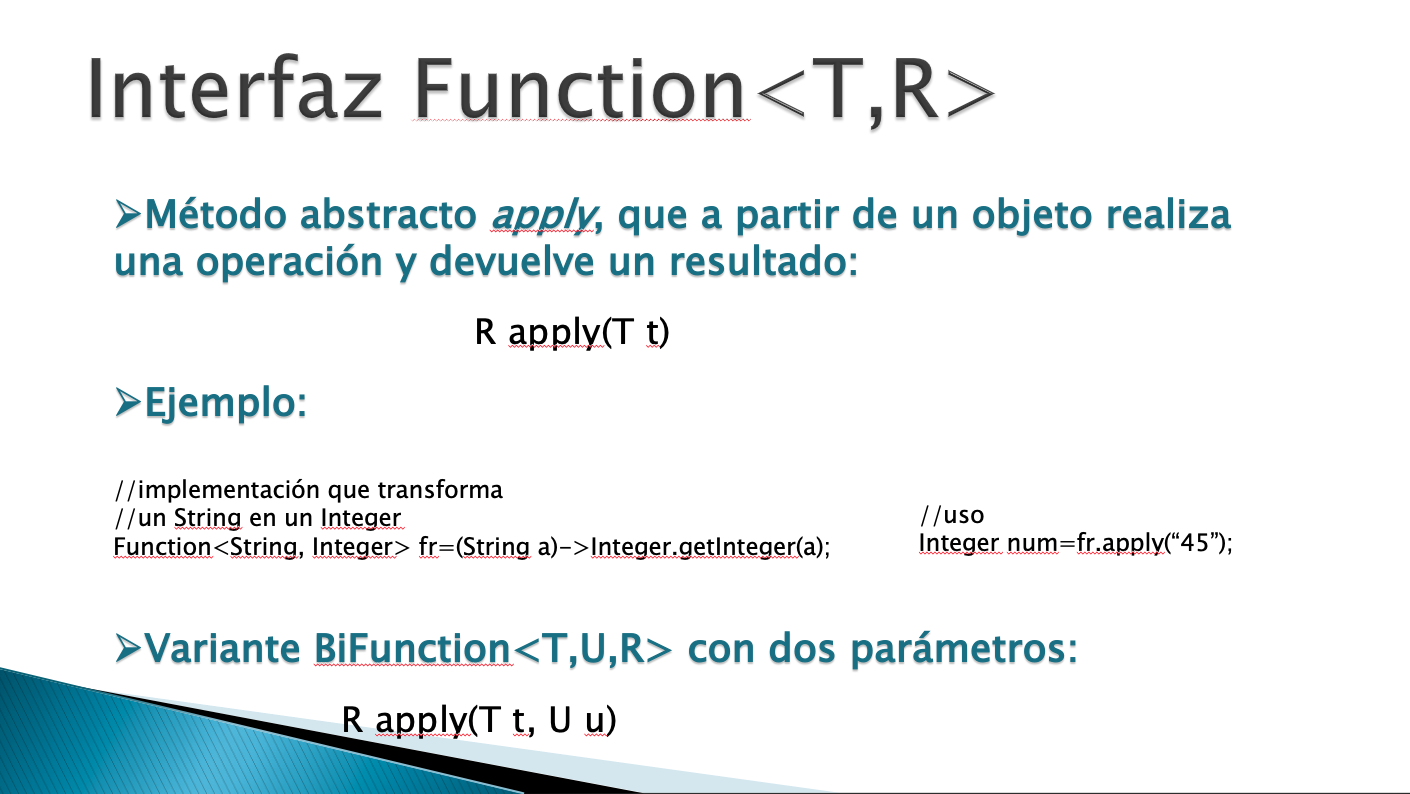 Interfaz Function<T,R>
➢Método abstracto apply, que a partir de un objeto realiza
una operación y devuelve un resultado:
R apply(T t)
➢Ejemplo:
//implementación que transforma
//un String en un Integer
Function<String, Integer> fr=(String a)->Integer.getInteger(a);
//uso
Integer num=fr.apply(“45”);
➢Variante BiFunction<T,U,R> con dos parámetros:
R apply(T t, U u)